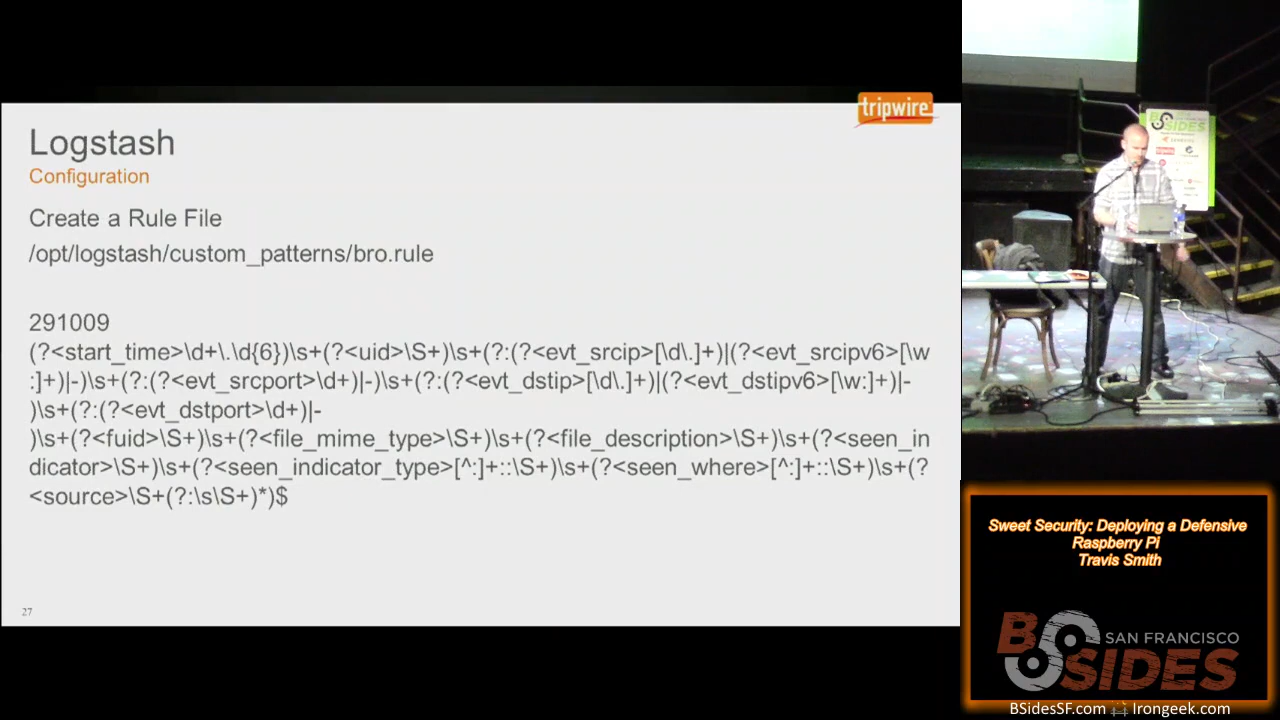 tripwire
Logstash
Configuration
Create a Rule File
/opt/logstash/custom_patterns/bro.rule
291009
(?<start_time>\d+\.\d{6})\s+(?<uid>\S+)\s+(?:(?<evt_srcip>[\d\.]+)|(?<evt_srcipv6>[\w
:]+)|-)\s+(?:(?<evt_srcport>\d+)|-)\s+(?:(?<evt_dstip>[\d\.]+)|(?<evt_dstipv6>[\w:]+)|-
)\s+(?:(?<evt_dstport>\d+)|-
)\s+(?<fuid>\S+)\s+(?<file_mime_type>\S+)\s+(?<file_description>\S+)\s+(?<seen_in
dicator>\S+)\s+(?<seen_indicator_type>[^:]+::\S+)\s+(?<seen_where>[^:]+::\S+)\s+(?
<source>\S+(?:\s\S+)*)$
27
BSIDES
Sweet Security: Deploying a Defensive
Raspberry Pi
Travis Smith
BSIDES
SAN FRANCISCO
BSidesSF.com
Irongeek.com